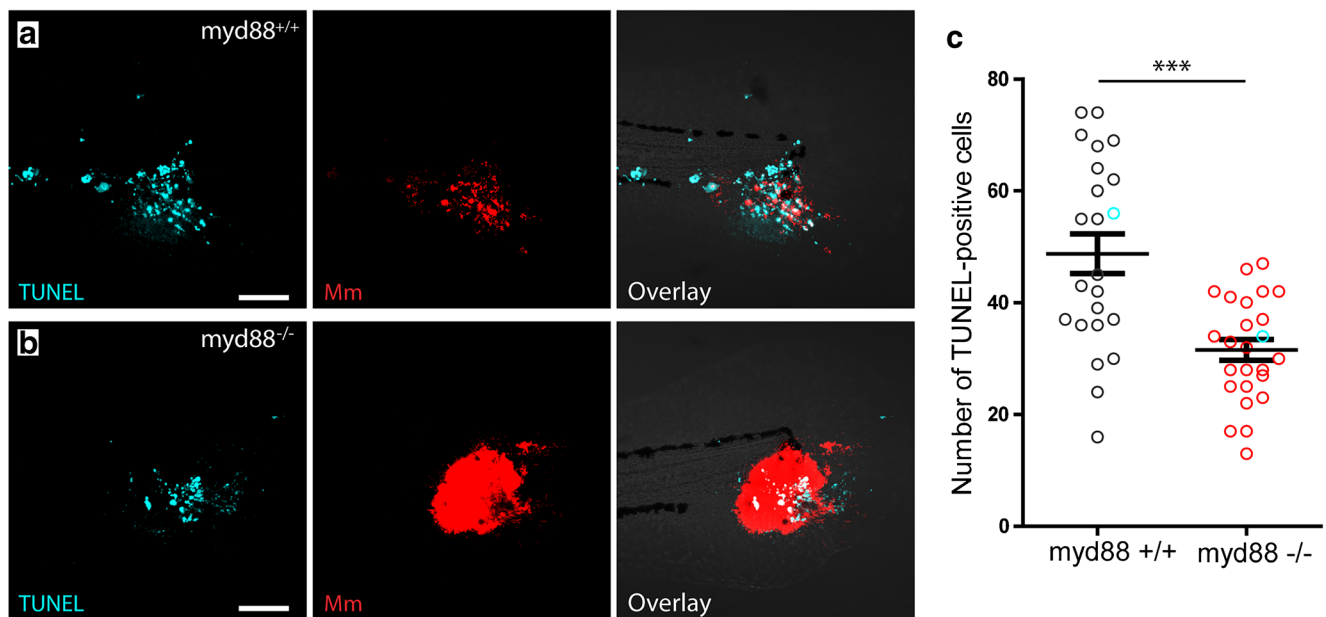 a
myd88+/+
TUNEL
Mm
Overlay
b
myd88-/-
TUNEL
Mm
Overlay
c
***
Number of TUNEL-positive cells
80
60
40
20
0
myd88 +/+
myd88 -/-